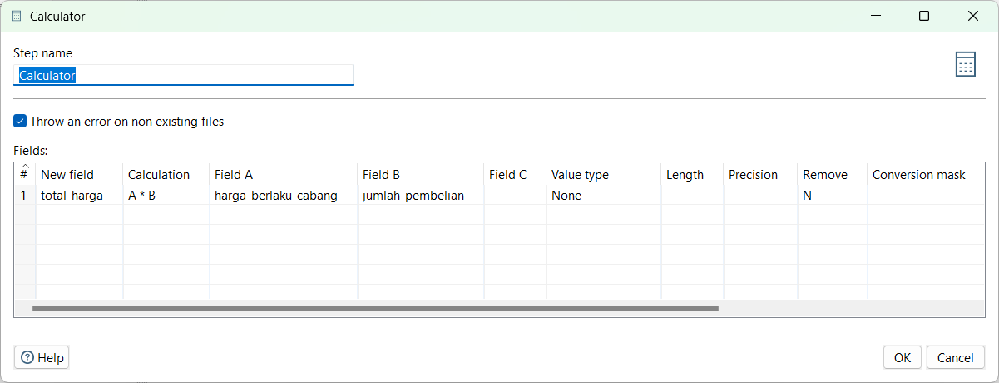 Calculator
Step name
Calculator
Throw an error on non existing files
Fields:
# New field Calculation Field A Field B Field C Value type Length Precision Remove Conversion mask
1 total_harga A * B harga_berlaku_cabang jumlah_pembelian None N
Help OK Cancel